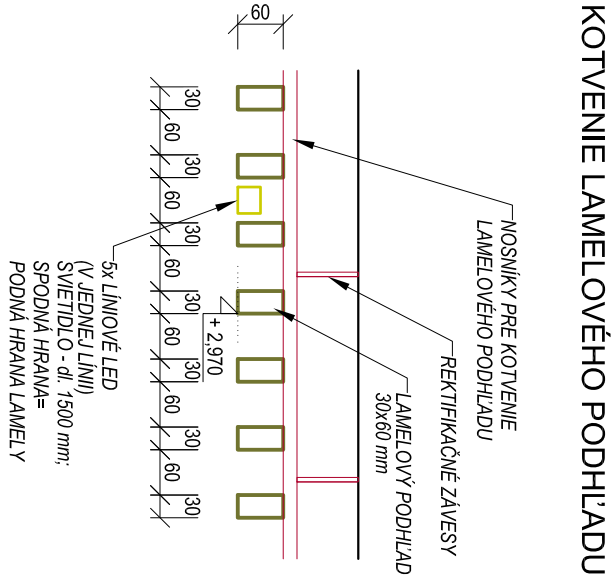 KOTVENIE LAMELOVÉHO PODHĽADU
NOSNÍKY PRE KOTVENIE
LAMELOVÉHO PODHĽADU
REKTIFIKAČNÉ ZÁVESY
LAMELOVÝ PODHĽAD
30x60 mm
60
+ 2,970
30
60
30
60
30
60
30
60
30
60
30
60
30
5x LÍNIOVÉ LED
(V JEDNEJ LÍNII)
SVIETIDLO - dl. 1500 mm;
SPODNÁ HRANA=
PODNÁ HRANA LAMELY